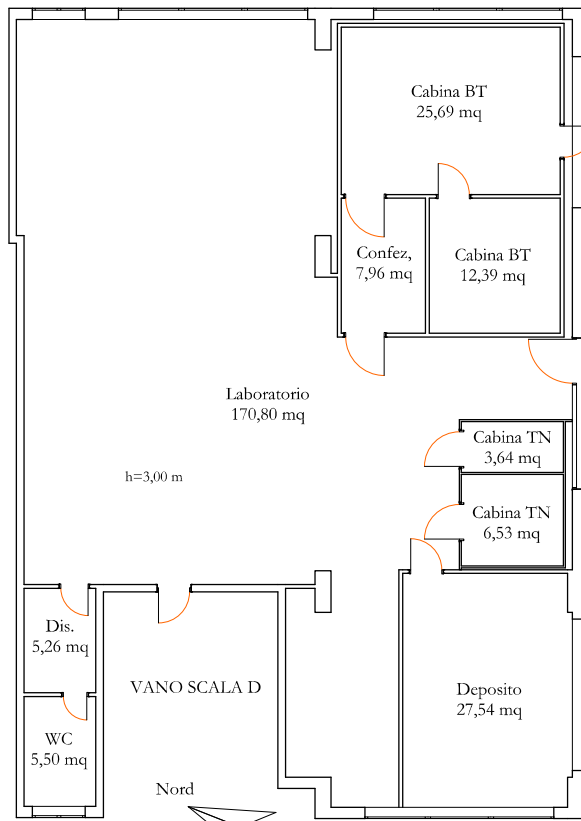 Cabina BT
25,69 mq
Confez,
7,96 mq
Cabina BT
12,39 mq
Laboratorio
170,80 mq
Cabina TN
3,64 mq
h=3,00 m
Cabina TN
6,53 mq
Dis.
5,26 mq
VANO SCALA D
Deposito
27,54 mq
WC
5,50 mq
Nord